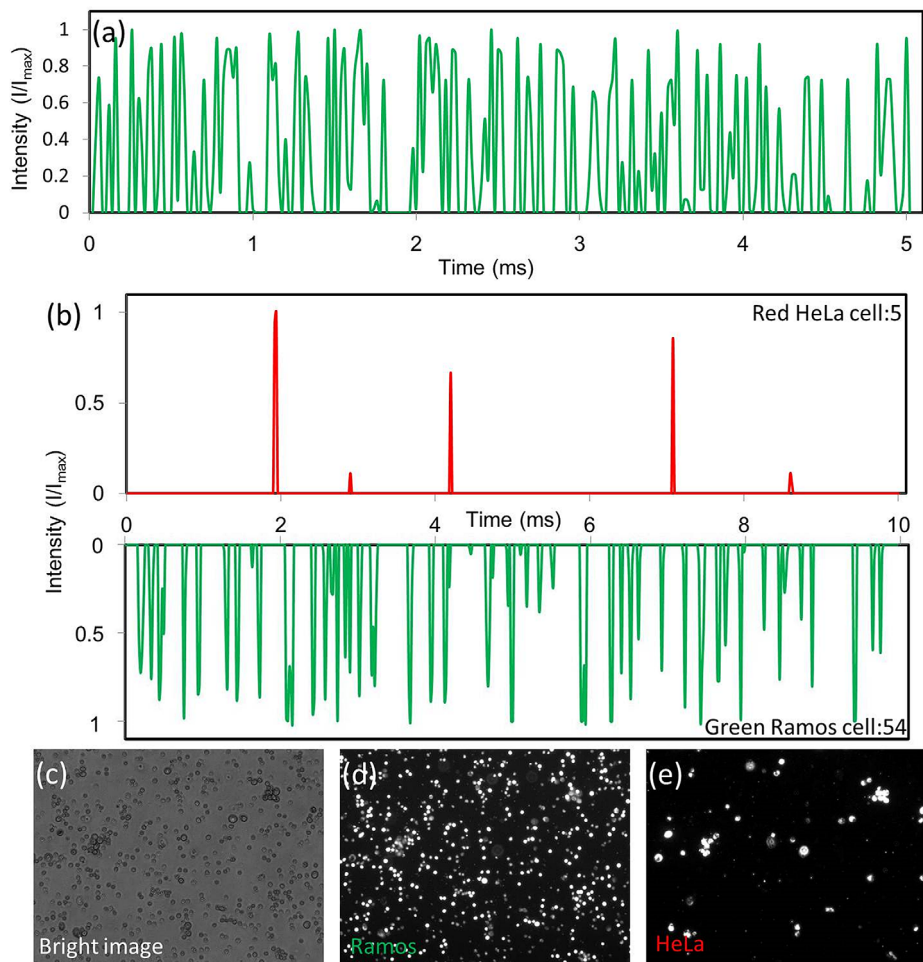 (a)
Intensity (I/Imax)
1
0.8
0.6
0.4
0.2
0
0 1 2 3 4 5
Time (ms)
(b)
Red HeLa cell:5
1
0.5
0
0 2 4 6 8 10
Time (ms)
Intensity (I/Imax)
0
0.5
1
Green Ramos cell:54
(c) (d) (e)
Bright image Ramos HeLa